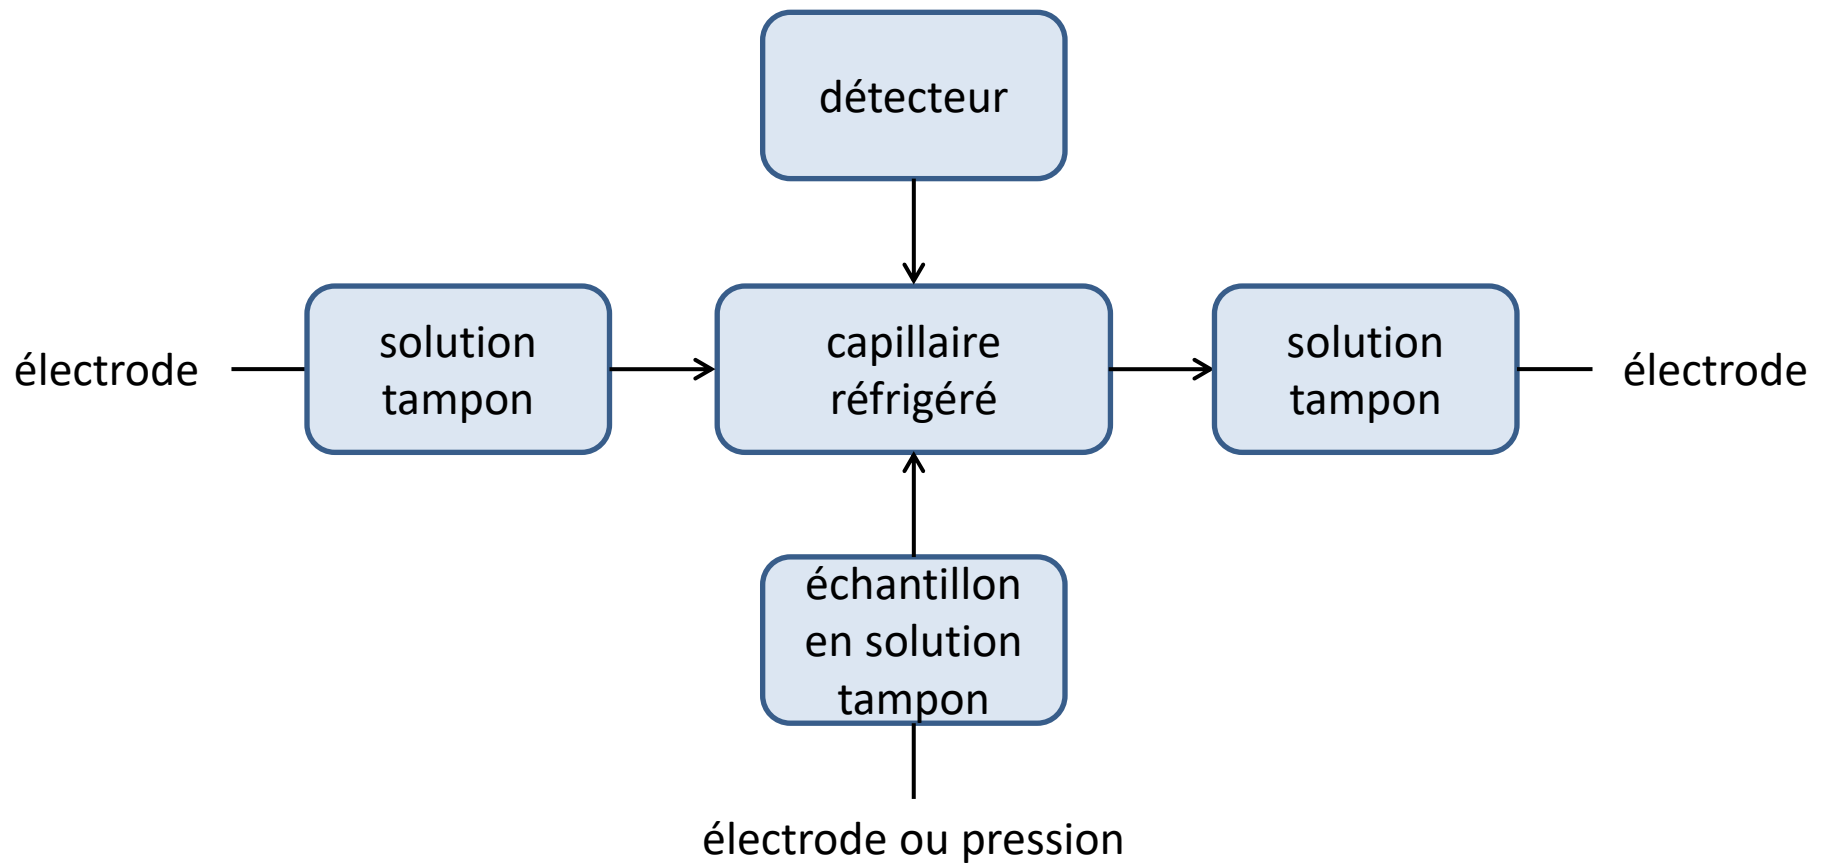 détecteur
électrode
solution
tampon
capillaire
réfrigéré
solution
tampon
électrode
échantillon
en solution
tampon
électrode ou pression